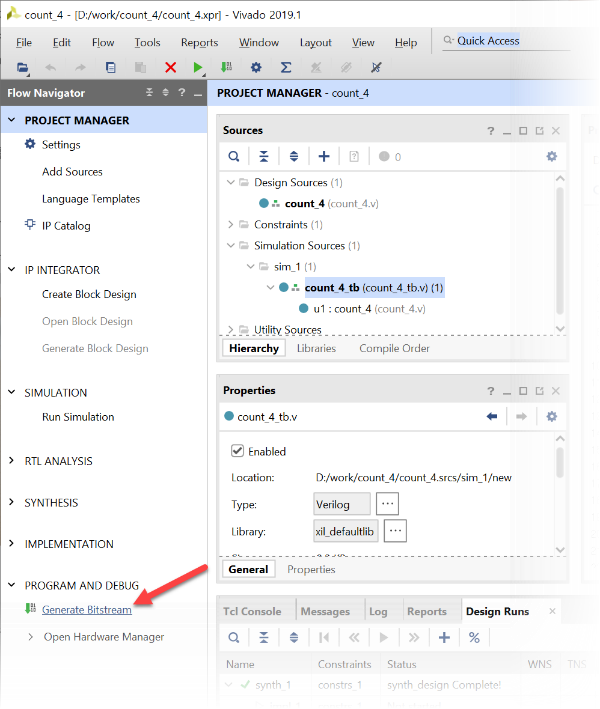 count_4 - [D:/work/count_4/count_4.xpr] - Vivado 2019.1
File Edit Flow Tools Reports Window Layout View Help Quick Access
Flow Navigator
PROJECT MANAGER
Settings
Add Sources
Language Templates
IP Catalog
IP INTEGRATOR
Create Block Design
Open Block Design
Generate Block Design
SIMULATION
Run Simulation
RTL ANALYSIS
SYNTHESIS
IMPLEMENTATION
PROGRAM AND DEBUG
Generate Bitstream
Open Hardware Manager
PROJECT MANAGER - count_4
Sources
0
Design Sources (1)
count_4 (count_4.v)
Constraints (1)
Simulation Sources (1)
sim_1 (1)
count_4_tb (count_4_tb.v) (1)
u1 : count_4 (count_4.v)
Utility Sources
Hierarchy Libraries Compile Order
Properties
count_4_tb.v
Enabled
Location: D:/work/count_4/count_4.srcs/sim_1/new
Type: Verilog ...
Library: xil_defaultlib ...
General Properties
Tcl Console Messages Log Reports Design Runs
Name Constraints Status WNS TNS
synth_1 constrs_1 synth_design Complete!